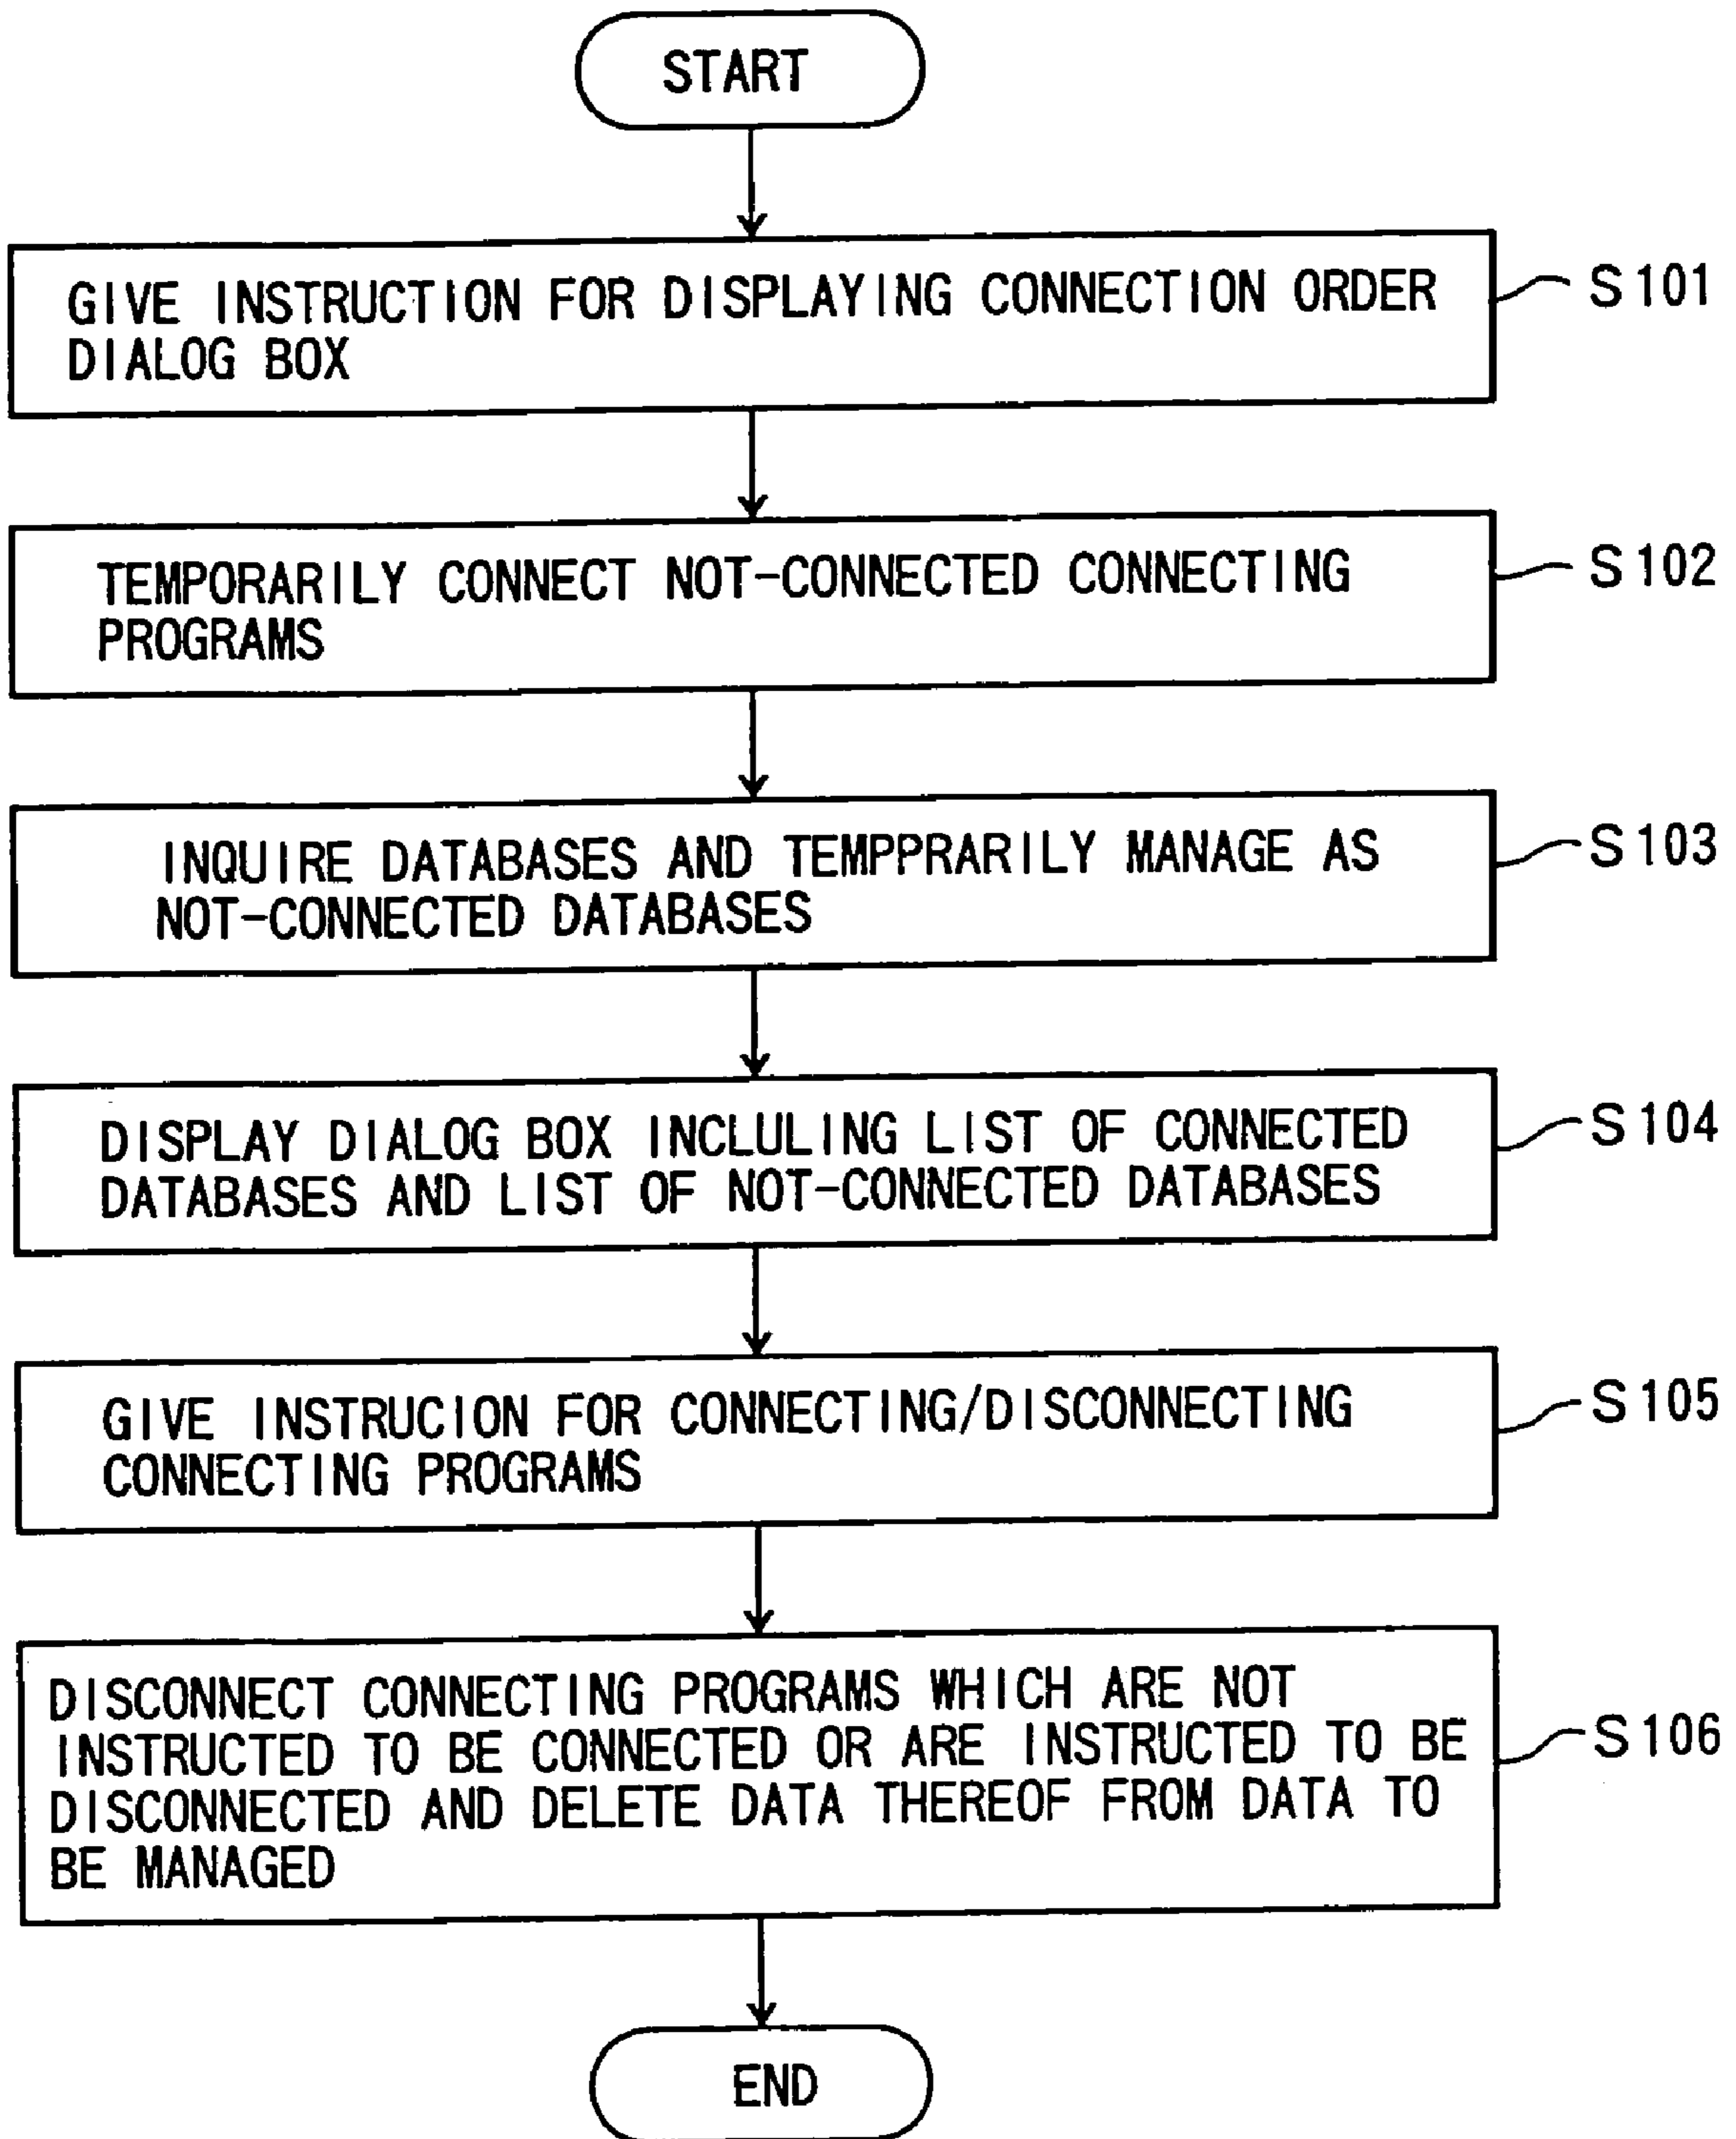 START
GIVE INSTRUCTION FOR DISPLAYING CONNECTION ORDER
DIALOG BOX
S101
TEMPORARILY CONNECT NOT-CONNECTED CONNECTING
PROGRAMS
S102
INQUIRE DATABASES AND TEMPPRARILY MANAGE AS
NOT-CONNECTED DATABASES
S103
DISPLAY DIALOG BOX INCLULING LIST OF CONNECTED
DATABASES AND LIST OF NOT-CONNECTED DATABASES
S104
GIVE INSTRUCION FOR CONNECTING/DISCONNECTING
CONNECTING PROGRAMS
S105
DISCONNECT CONNECTING PROGRAMS WHICH ARE NOT
INSTRUCTED TO BE CONNECTED OR ARE INSTRUCTED TO BE
DISCONNECTED AND DELETE DATA THEREOF FROM DATA TO
BE MANAGED
S106
END